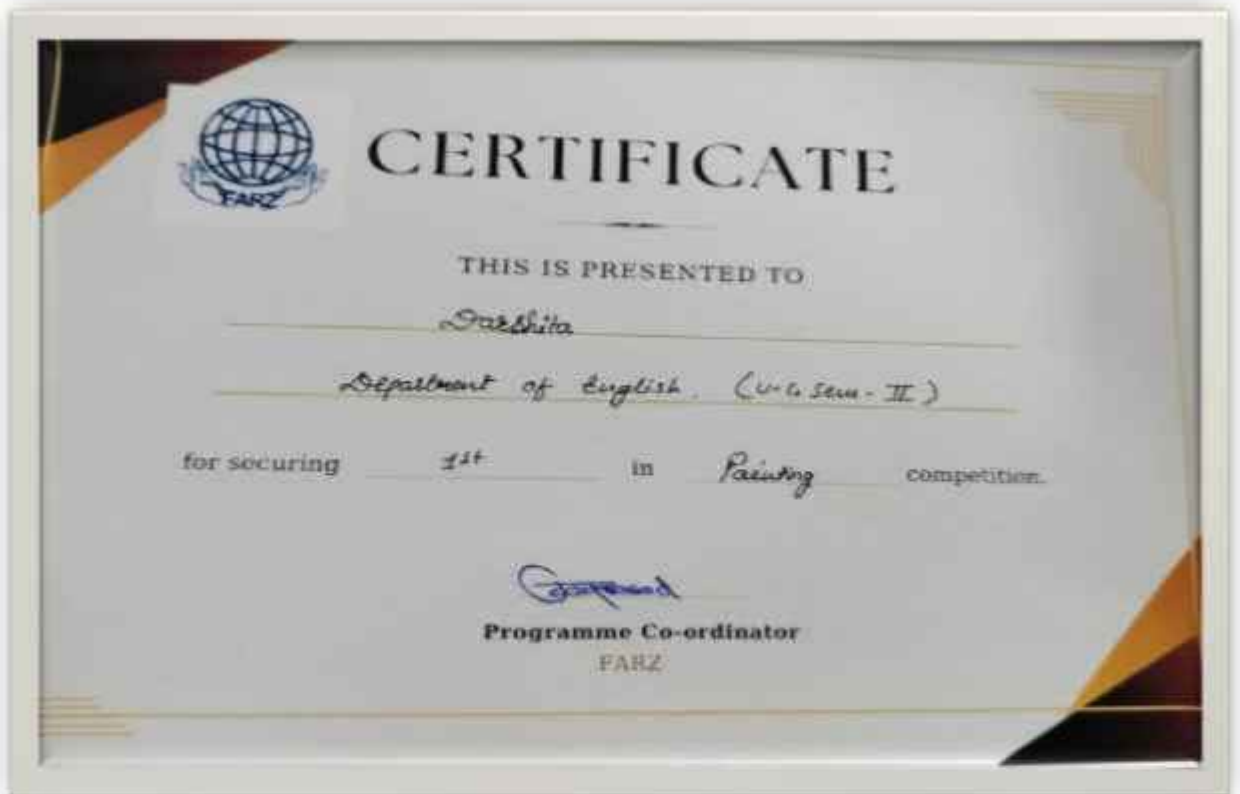 FARZ
CERTIFICATE
THIS IS PRESENTED TO
Darshita
Department of English. (U.G Sem- II)
for securing 1st in Painting competition.
Programme Co-ordinator
FARZ